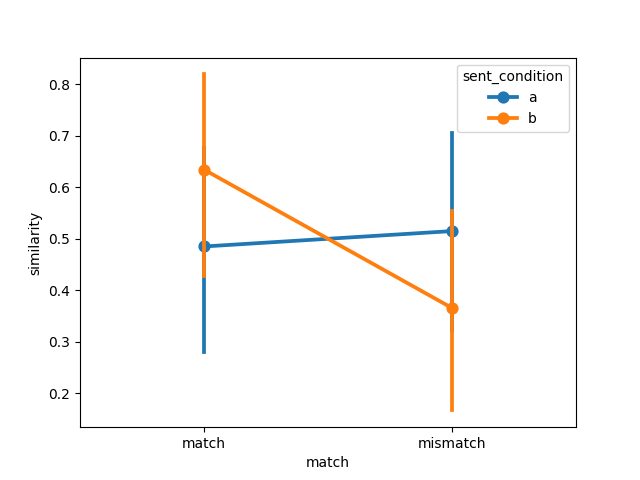 sent_condition
a
b
0.8
0.7
0.6
0.5
0.4
0.3
0.2
similarity
match
mismatch
match